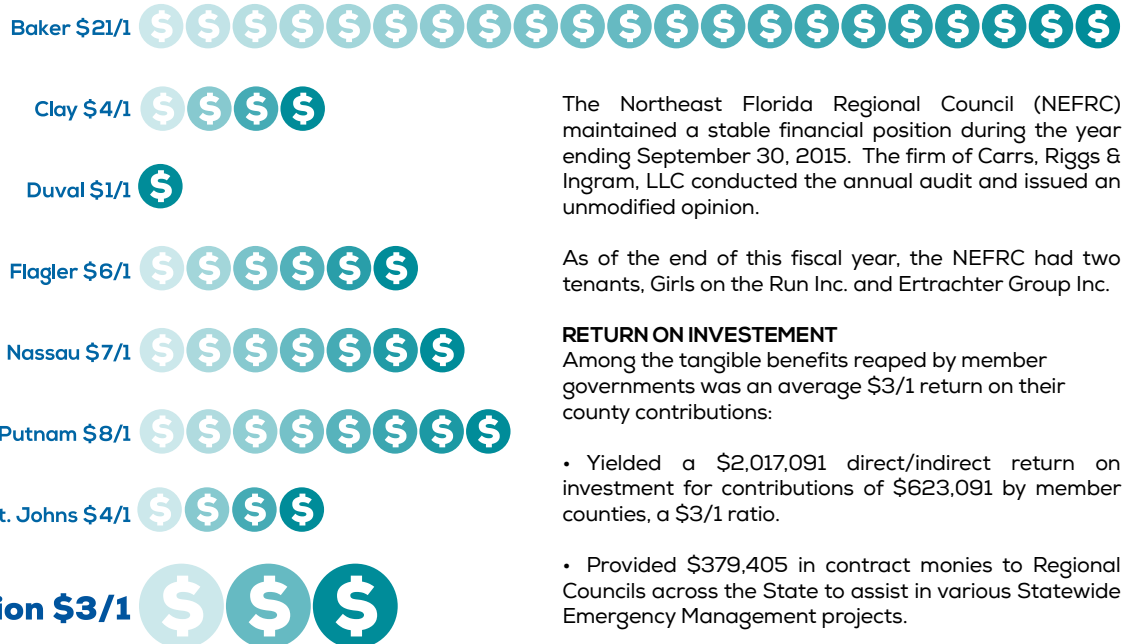 Baker $21/1
Clay $4/1
Duval $1/1
Flagler $6/1
Nassau $7/1
Putnam $8/1
t. Johns $4/1
ion $3/1
The Northeast Florida Regional Council (NEFRC)
maintained a stable financial position during the year
ending September 30, 2015. The firm of Carrs, Riggs &
Ingram, LLC conducted the annual audit and issued an
unmodified opinion.
As of the end of this fiscal year, the NEFRC had two
tenants, Girls on the Run Inc. and Ertrachter Group Inc.
RETURN ON INVESTEMENT
Among the tangible benefits reaped by member
governments was an average $3/1 return on their
county contributions:
• Yielded a $2,017,091 direct/indirect return on
investment for contributions of $623,091 by member
counties, a $3/1 ratio.
• Provided $379,405 in contract monies to Regional
Councils across the State to assist in various Statewide
Emergency Management projects.